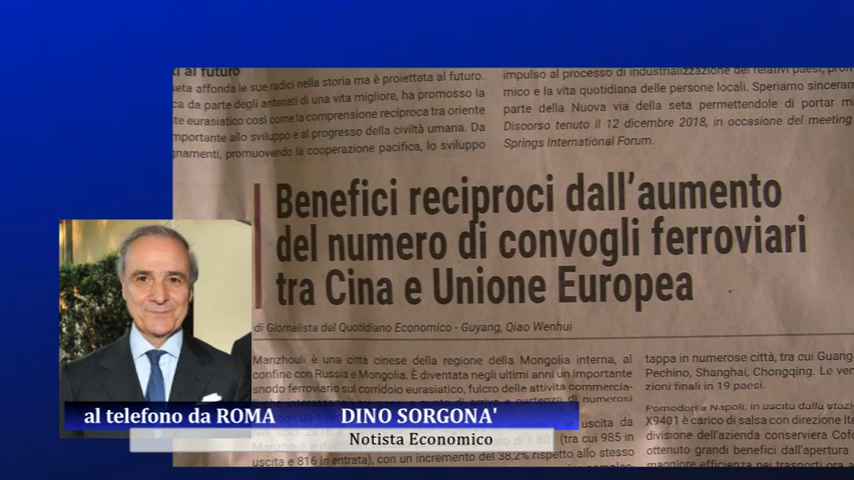 ti al futuro
seta affonda le sue radici nella storia ma è proiettata al futuro.
ca da parte degli antenati di una vita migliore, ha promosso la
te eurasiatico così come la comprensione reciproca tra oriente
mportante allo sviluppo e al progresso della civiltà umana. Da
gnamenti, promuovendo la cooperazione pacifica, lo sviluppo
impulso al processo di industrializzazione dei relativi paesi,
mico e la vita quotidiana delle persone locali. Speriamo
parte della Nuova via della seta permettendole di portar
Discorso tenuto il 12 dicembre 2018, in occasione del meeting
Springs International Forum.
Benefici reciproci dall'aumento
del numero di convogli ferroviari
tra Cina e Unione Europea
di Giornalista del Quotidiano Economico - Guyang, Qiao Wenhui
Manzhouli è una città cinese della regione della Mongolia interna, al
confine con Russia e Mongolia. È diventata negli ultimi anni un importante
snodo ferroviario sul corridoio eurasiatico, fulcro delle attività commercia-
uscita e 816 in entrata), con un incremento del 38,2% rispetto allo stesso
tappa in numerose città, tra cui Guang
Pechino, Shanghai, Chongqing. Le ven
zioni finali in 19 paesi.
Pomodori a Napoli: in uscita dalla
X9401 è carico di salsa con direzione Ita
divisione dell'azienda conserviera Cofc
ottenuto grandi benefici dall'apertura
maggiore efficienza nei trasporti
al telefono da ROMA
DINO SORGONA'
Notista Economico